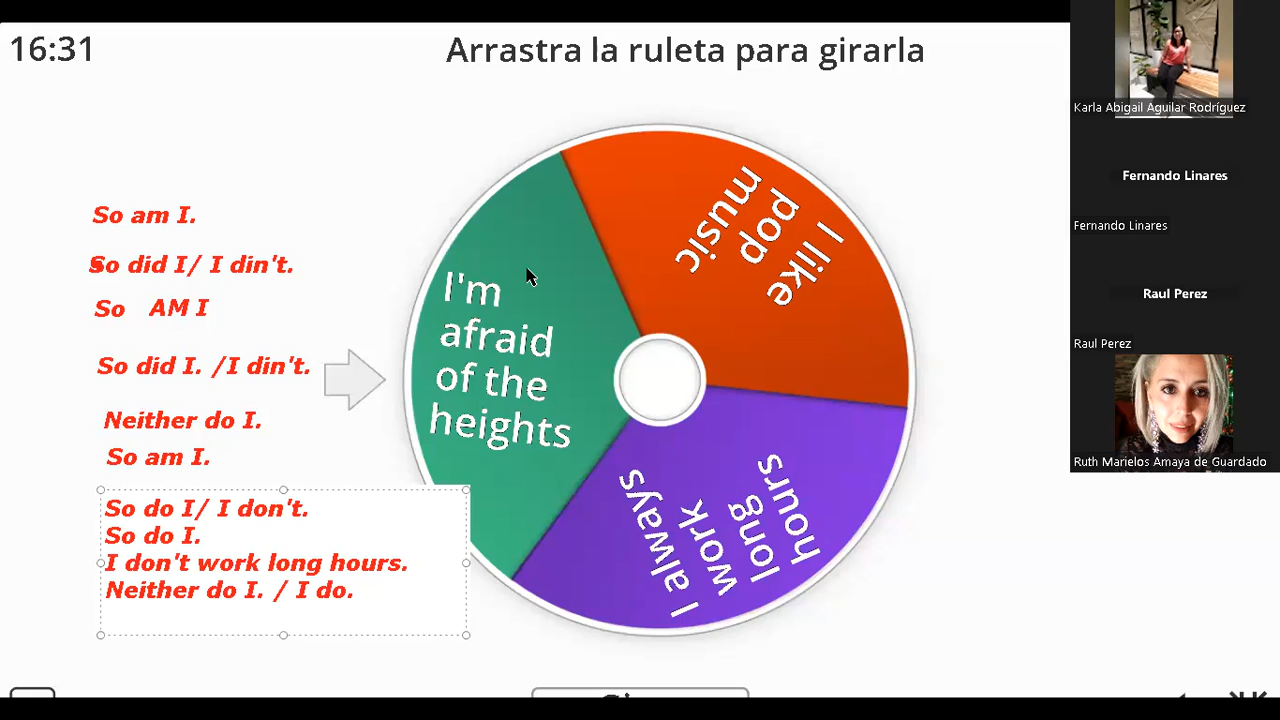 16:31
Arrastra la ruleta para girarla
So am I.
So did I/ I din't.
So AM I
So did I. /I din't.
Neither do I.
So am I.
So do I/ I don't.
So do I.
I don't work long hours.
Neither do I. / I do.
I'm
afraid
of the
heights
I like
pop
music
I always
work
long
hours
Karla Abigail Aguilar Rodríguez
Fernando Linares
Fernando Linares
Raul Perez
Raul Perez
Ruth Marielos Amaya de Guardado